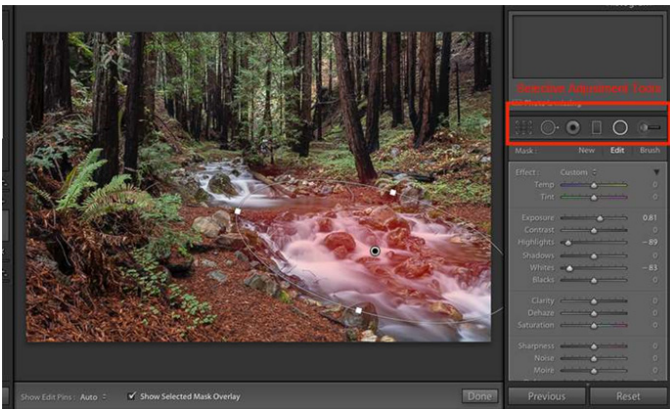 Selective Adjustment Tools
Mask: New Edit Brush
Effect: Custom
Temp 0
Tint 0
Exposure 0.81
Contrast 0
Highlights -89
Shadows 0
Whites -83
Blacks 0
Clarity 0
Dehaze 0
Saturation 0
Sharpness 0
Noise 0
Moiré 0
Show Edit Pins: Auto Show Selected Mask Overlay Done Previous Reset